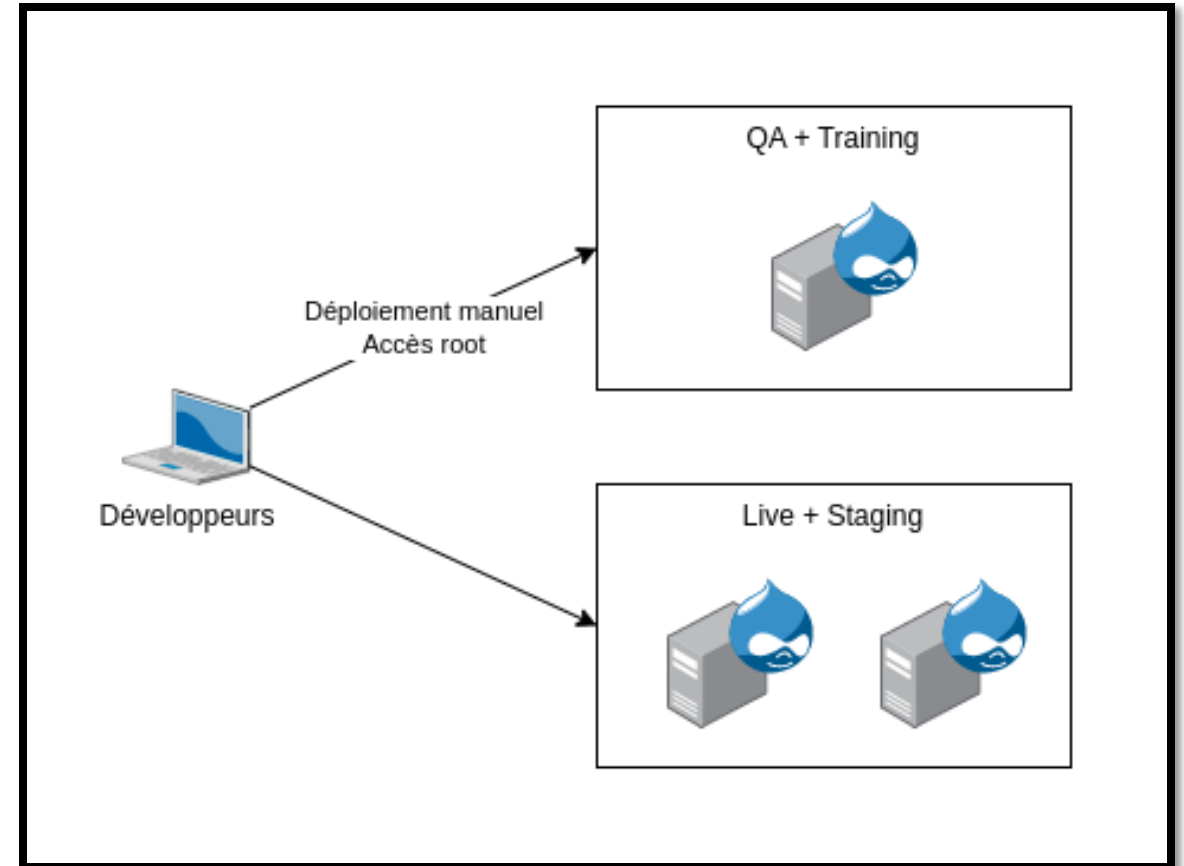 QA + Training
Déploiement manuel
Accès root
Développeurs
Live + Staging